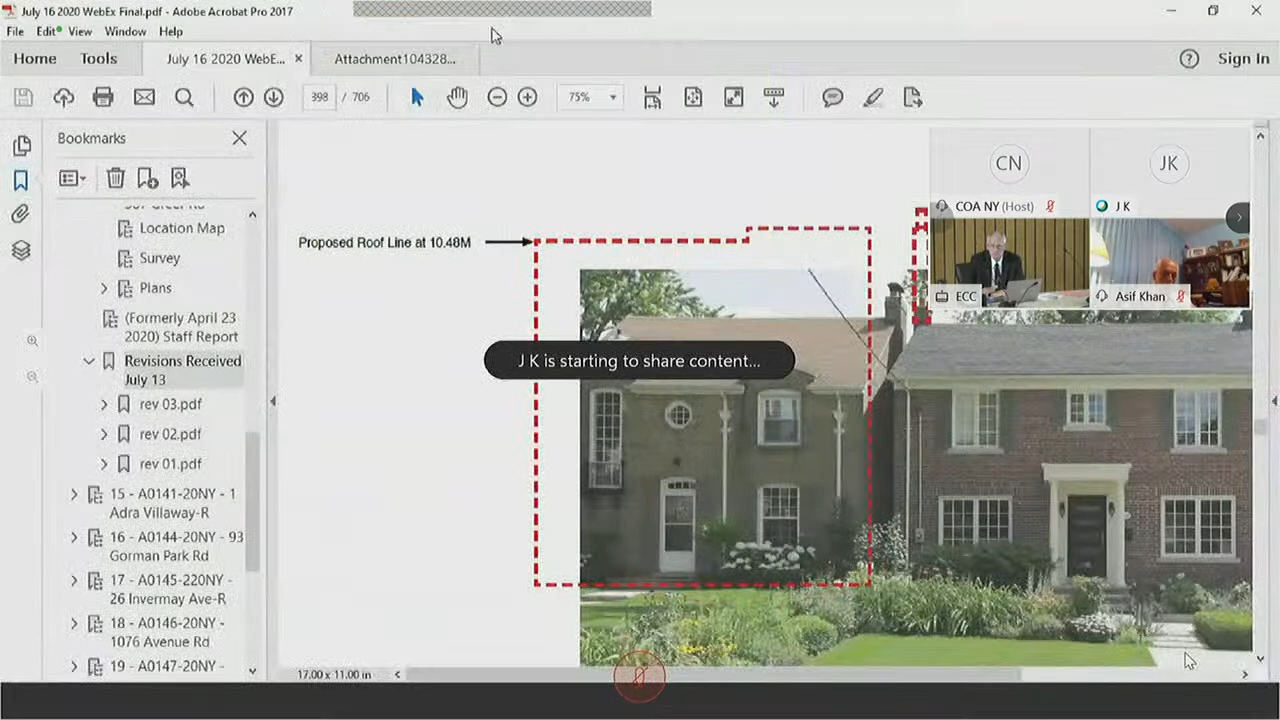 July 16 2020 WebEx Final.pdf - Adobe Acrobat Pro 2017
File Edit View Window Help
Home Tools July 16 2020 WebE... × Attachment104328... Sign In
398 / 706 75%
Bookmarks
Location Map
Survey
Plans
(Formerly April 23
2020) Staff Report
Revisions Received
July 13
rev 03.pdf
rev 02.pdf
rev 01.pdf
15 - A0141-20NY - 1
Adra Villaway-R
16 - A0144-20NY - 93
Gorman Park Rd
17 - A0145-220NY -
26 Invermay Ave-R
18 - A0146-20NY -
1076 Avenue Rd
19 - A0147-20NY -
Proposed Roof Line at 10.48M
J K is starting to share content...
CN
JK
COA NY (Host)
J K
ECC
Asif Khan
17.00 x 11.00 in